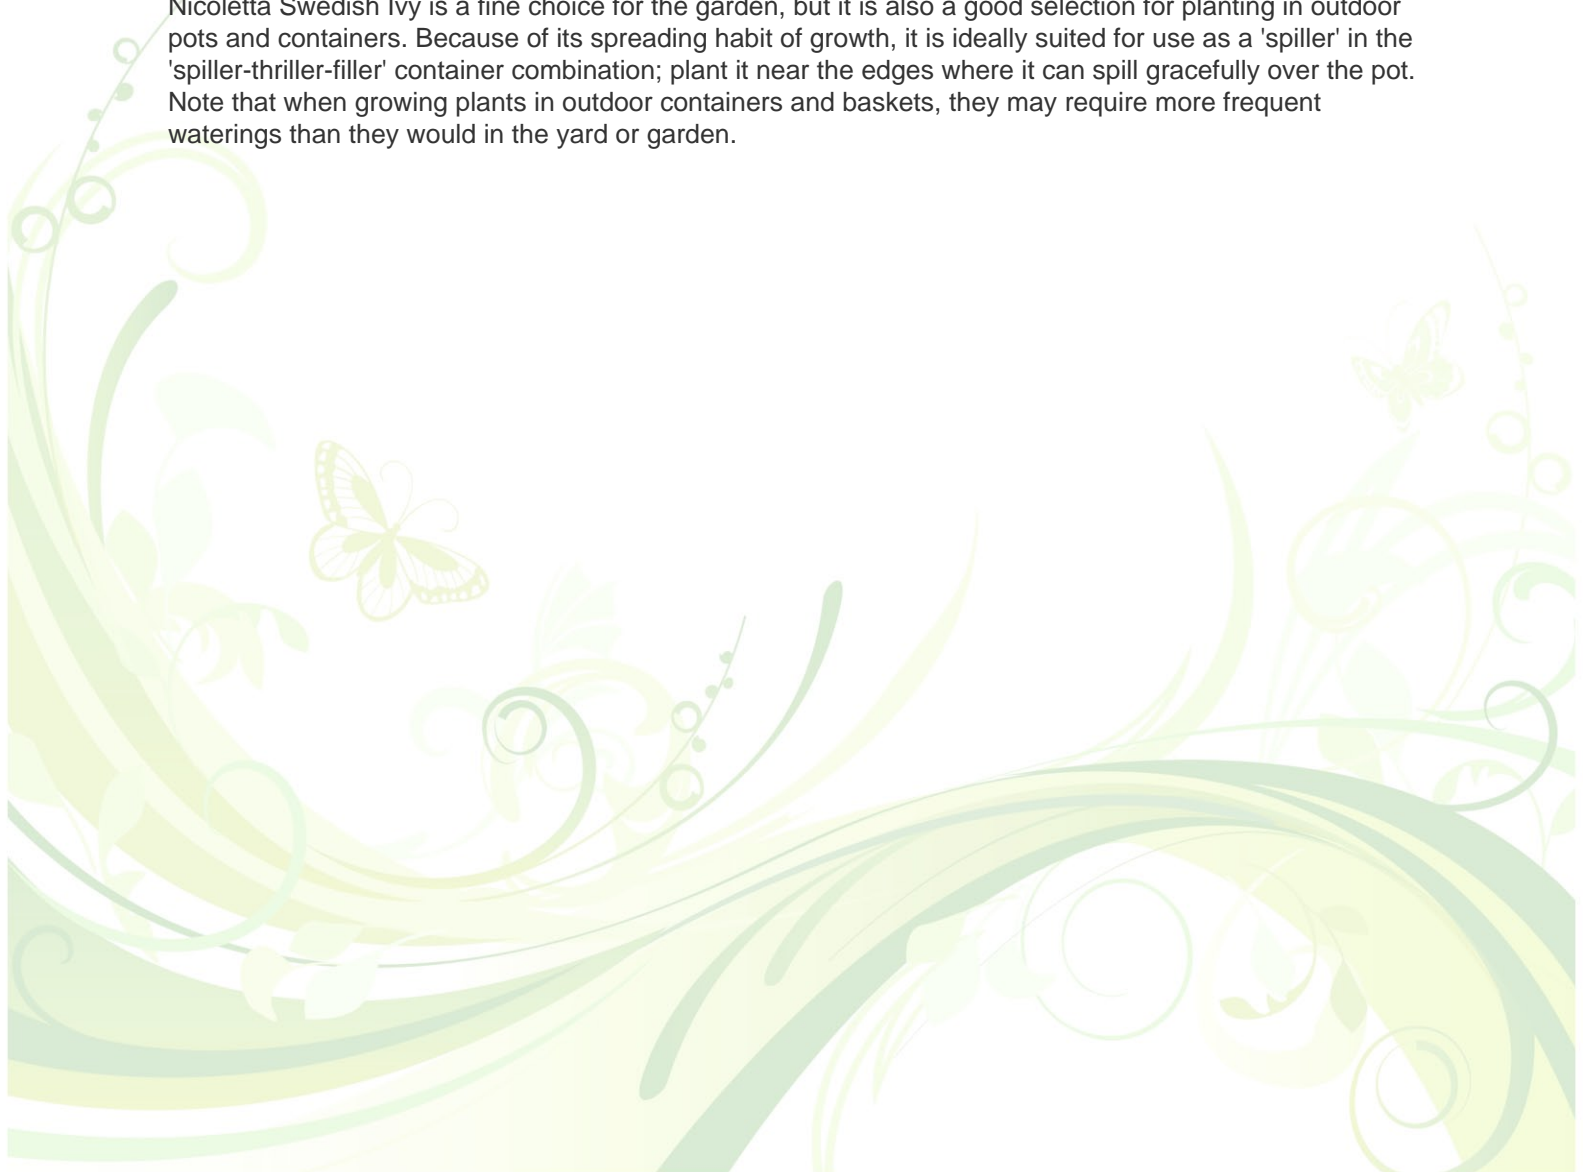 Nicoletta Swedish Ivy is a fine choice for the garden, but it is also a good selection for planting in outdoor
pots and containers. Because of its spreading habit of growth, it is ideally suited for use as a 'spiller' in the
'spiller-thriller-filler' container combination; plant it near the edges where it can spill gracefully over the pot.
Note that when growing plants in outdoor containers and baskets, they may require more frequent
waterings than they would in the yard or garden.